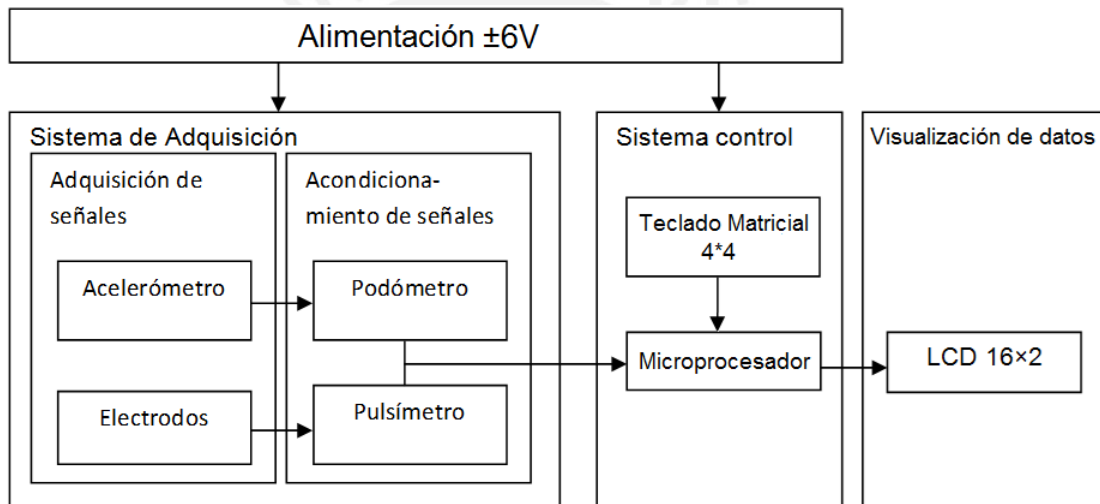 Alimentación ±6V
Sistema de Adquisición
Adquisición de
señales
Acelerómetro
Electrodos
Acondiciona-
miento de señales
Podómetro
Pulsímetro
Sistema control
Teclado Matricial
4*4
Microprocesador
Visualización de datos
LCD 16×2